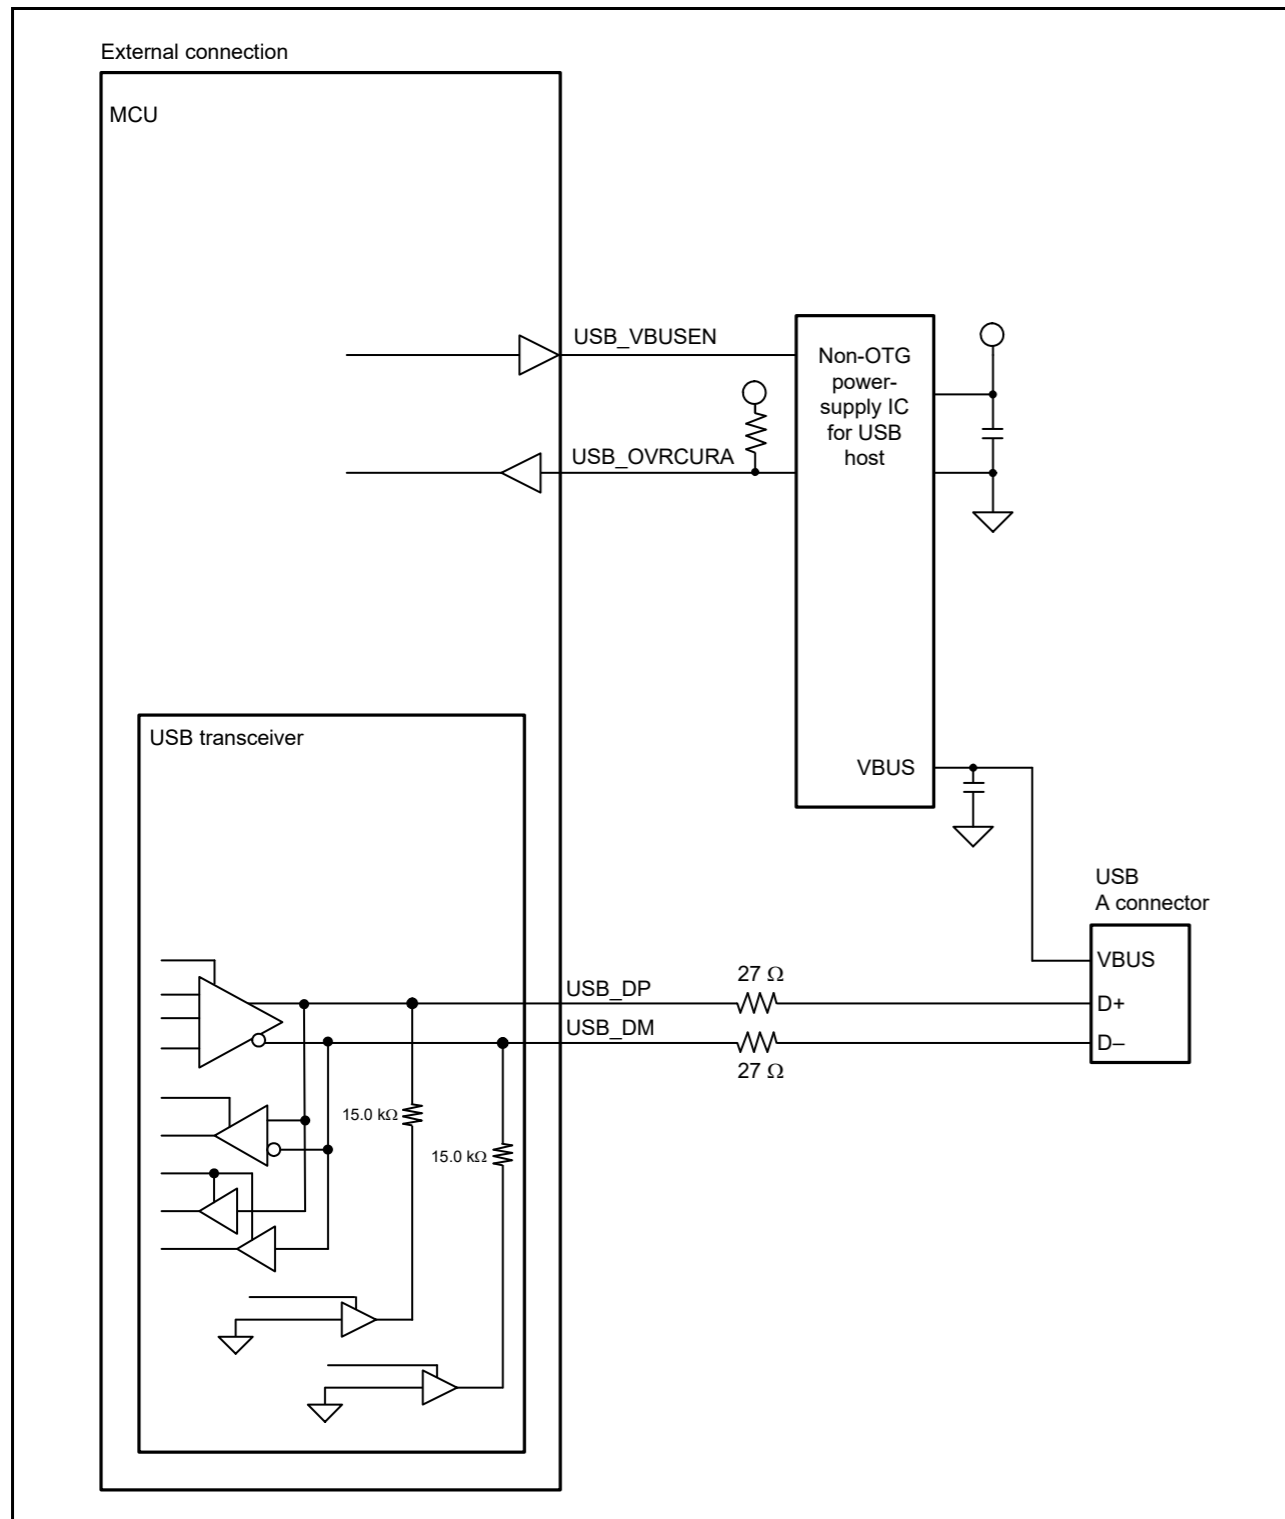 External connection
MCU
USB_VBUSEN
Non-OTG
power-
supply IC
for USB
host
USB_OVRCURA
USB transceiver
VBUS
USB
A connector
VBUS
27 Ω
USB_DP
D+
USB_DM
D–
27 Ω
15.0 kΩ
15.0 kΩ